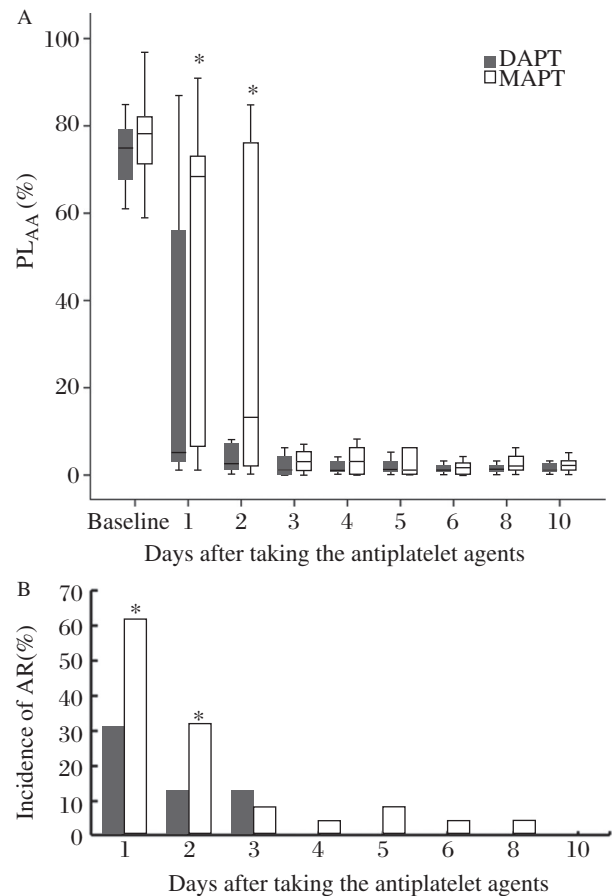 A
100
80
60
40
20
0
PL_AA(%)
*
*
DAPT
MAPT
Baseline 1 2 3 4 5 6 8 10
Days after taking the antiplatelet agents
B
70
60
50
40
30
20
10
0
Incidence of AR(%)
*
*
1 2 3 4 5 6 8 10
Days after taking the antiplatelet agents